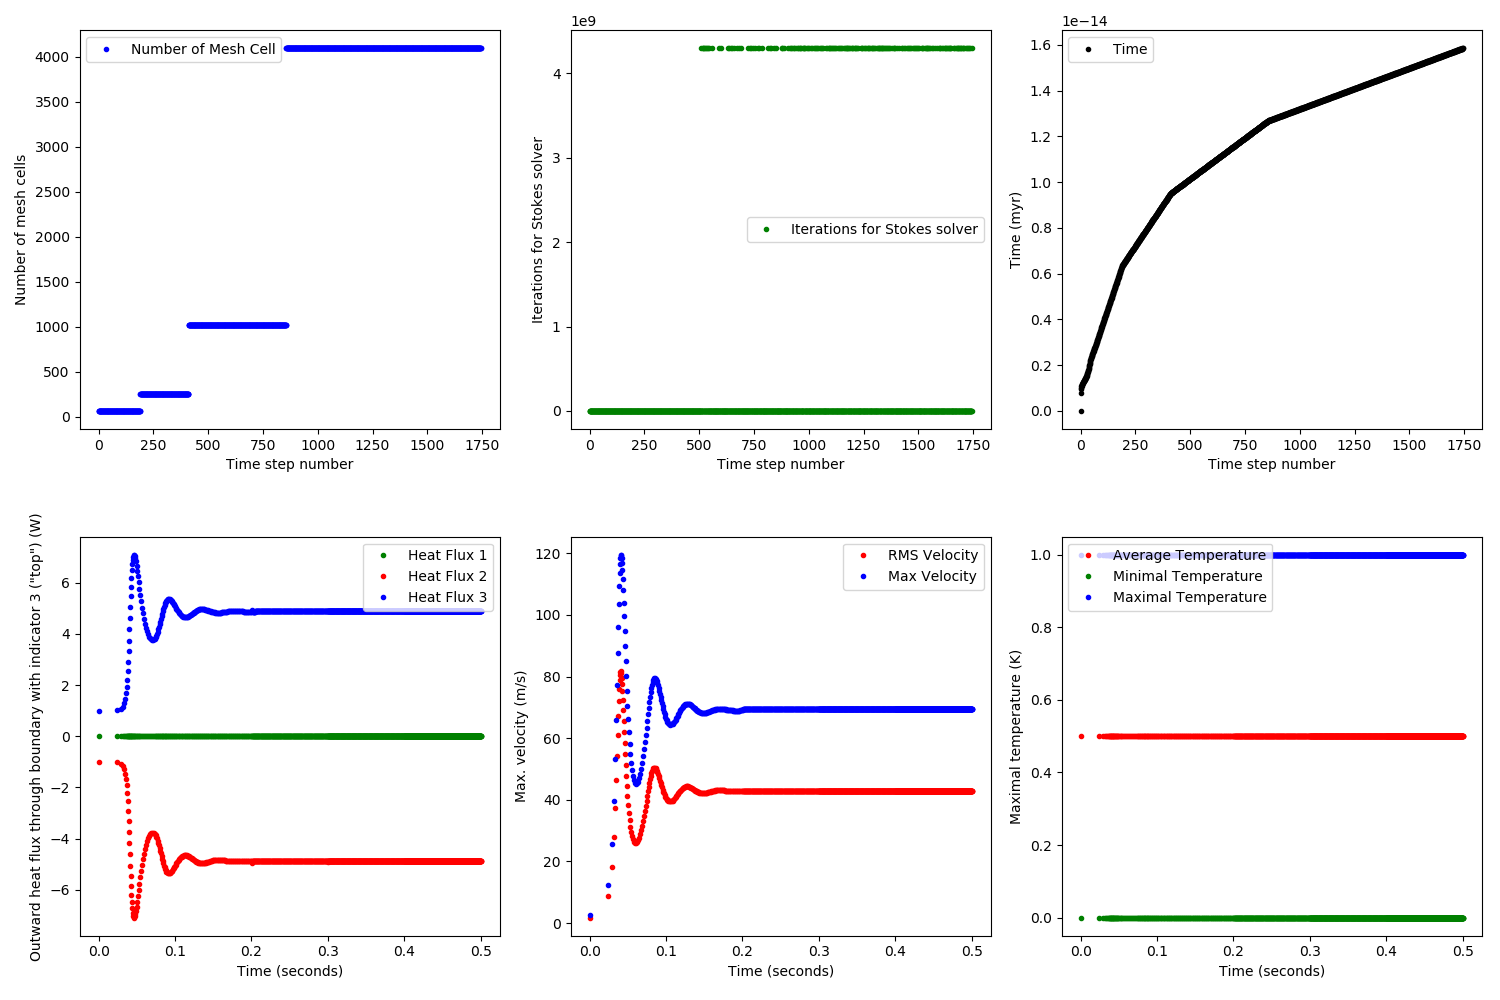 Number of mesh cells
4000
3500
3000
2500
2000
1500
1000
500
0
Number of Mesh Cell
0 250 500 750 1000 1250 1500 1750
Time step number
1e9
Iterations for Stokes solver
4
3
2
1
0
Iterations for Stokes solver
0 250 500 750 1000 1250 1500 1750
Time step number
1e−14
Time (myr)
1.6
1.4
1.2
1.0
0.8
0.6
0.4
0.2
0.0
Time
0 250 500 750 1000 1250 1500 1750
Time step number
Outward heat flux through boundary with indicator 3 ("top") (W)
6
4
2
0
−2
−4
−6
Heat Flux 1
Heat Flux 2
Heat Flux 3
0.0 0.1 0.2 0.3 0.4 0.5
Time (seconds)
Max. velocity (m/s)
120
100
80
60
40
20
0
RMS Velocity
Max Velocity
0.0 0.1 0.2 0.3 0.4 0.5
Time (seconds)
Maximal temperature (K)
1.0
0.8
0.6
0.4
0.2
0.0
Average Temperature
Minimal Temperature
Maximal Temperature
0.0 0.1 0.2 0.3 0.4 0.5
Time (seconds)